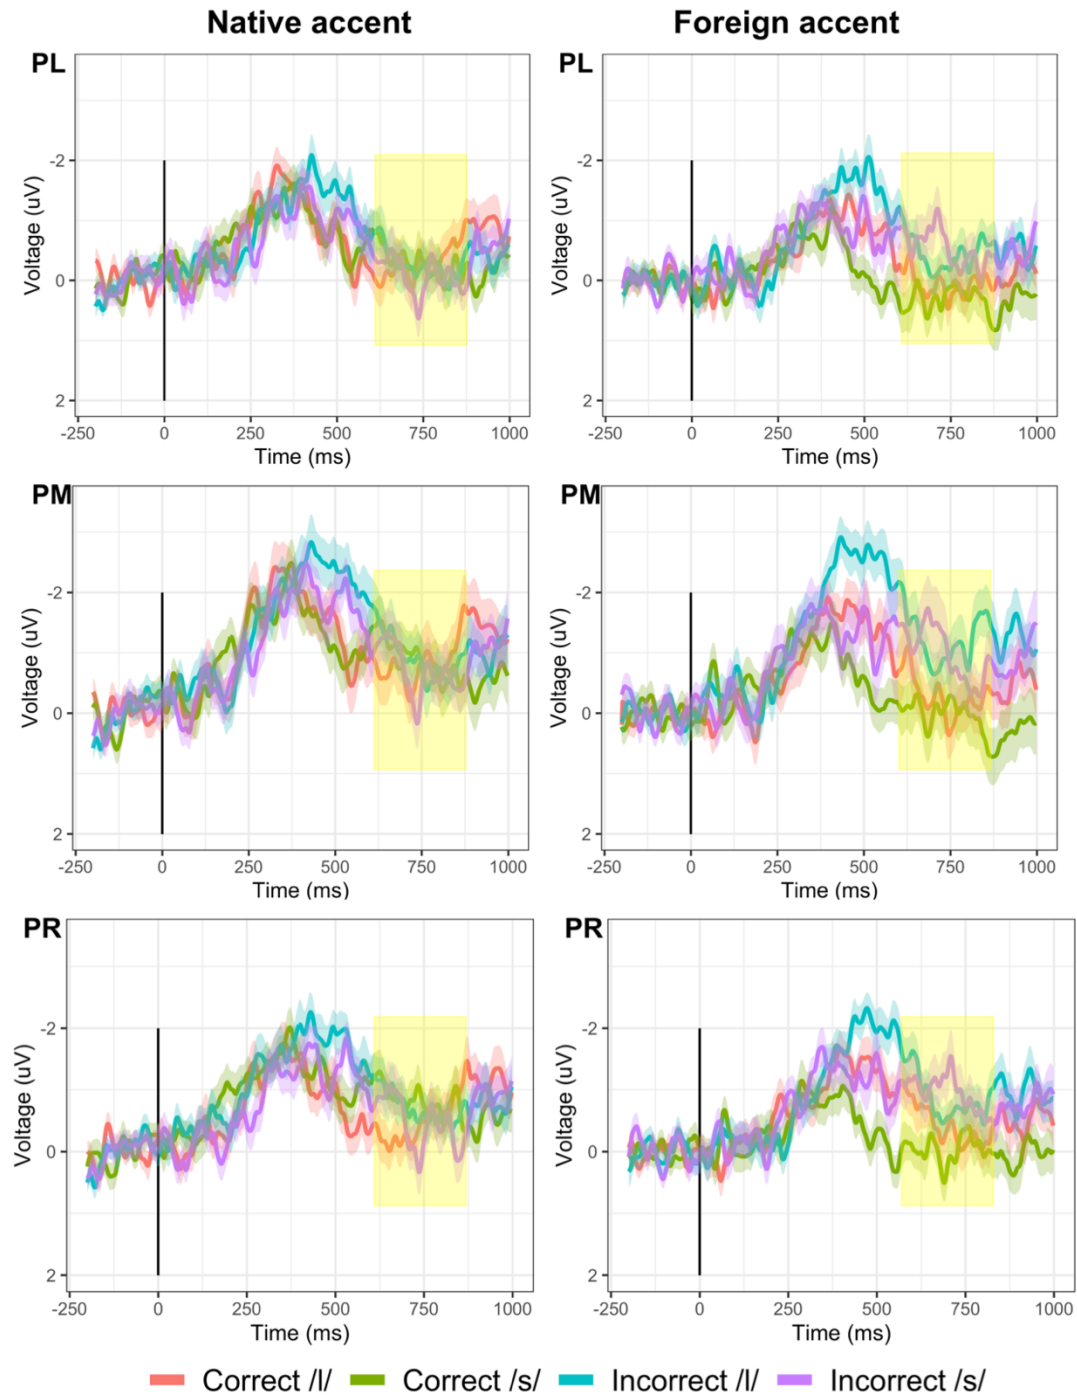 Native accent Foreign accent
PL PL
-2 -2
0 0
2 2
Voltage (uV) Voltage (uV)
-250 0 250 500 750 1000 -250 0 250 500 750 1000
Time (ms) Time (ms)
PM PM
-2 -2
0 0
2 2
Voltage (uV) Voltage (uV)
-250 0 250 500 750 1000 -250 0 250 500 750 1000
Time (ms) Time (ms)
PR PR
-2 -2
0 0
2 2
Voltage (uV) Voltage (uV)
-250 0 250 500 750 1000 -250 0 250 500 750 1000
Time (ms) Time (ms)
Correct /l/ Correct /s/ Incorrect /l/ Incorrect /s/